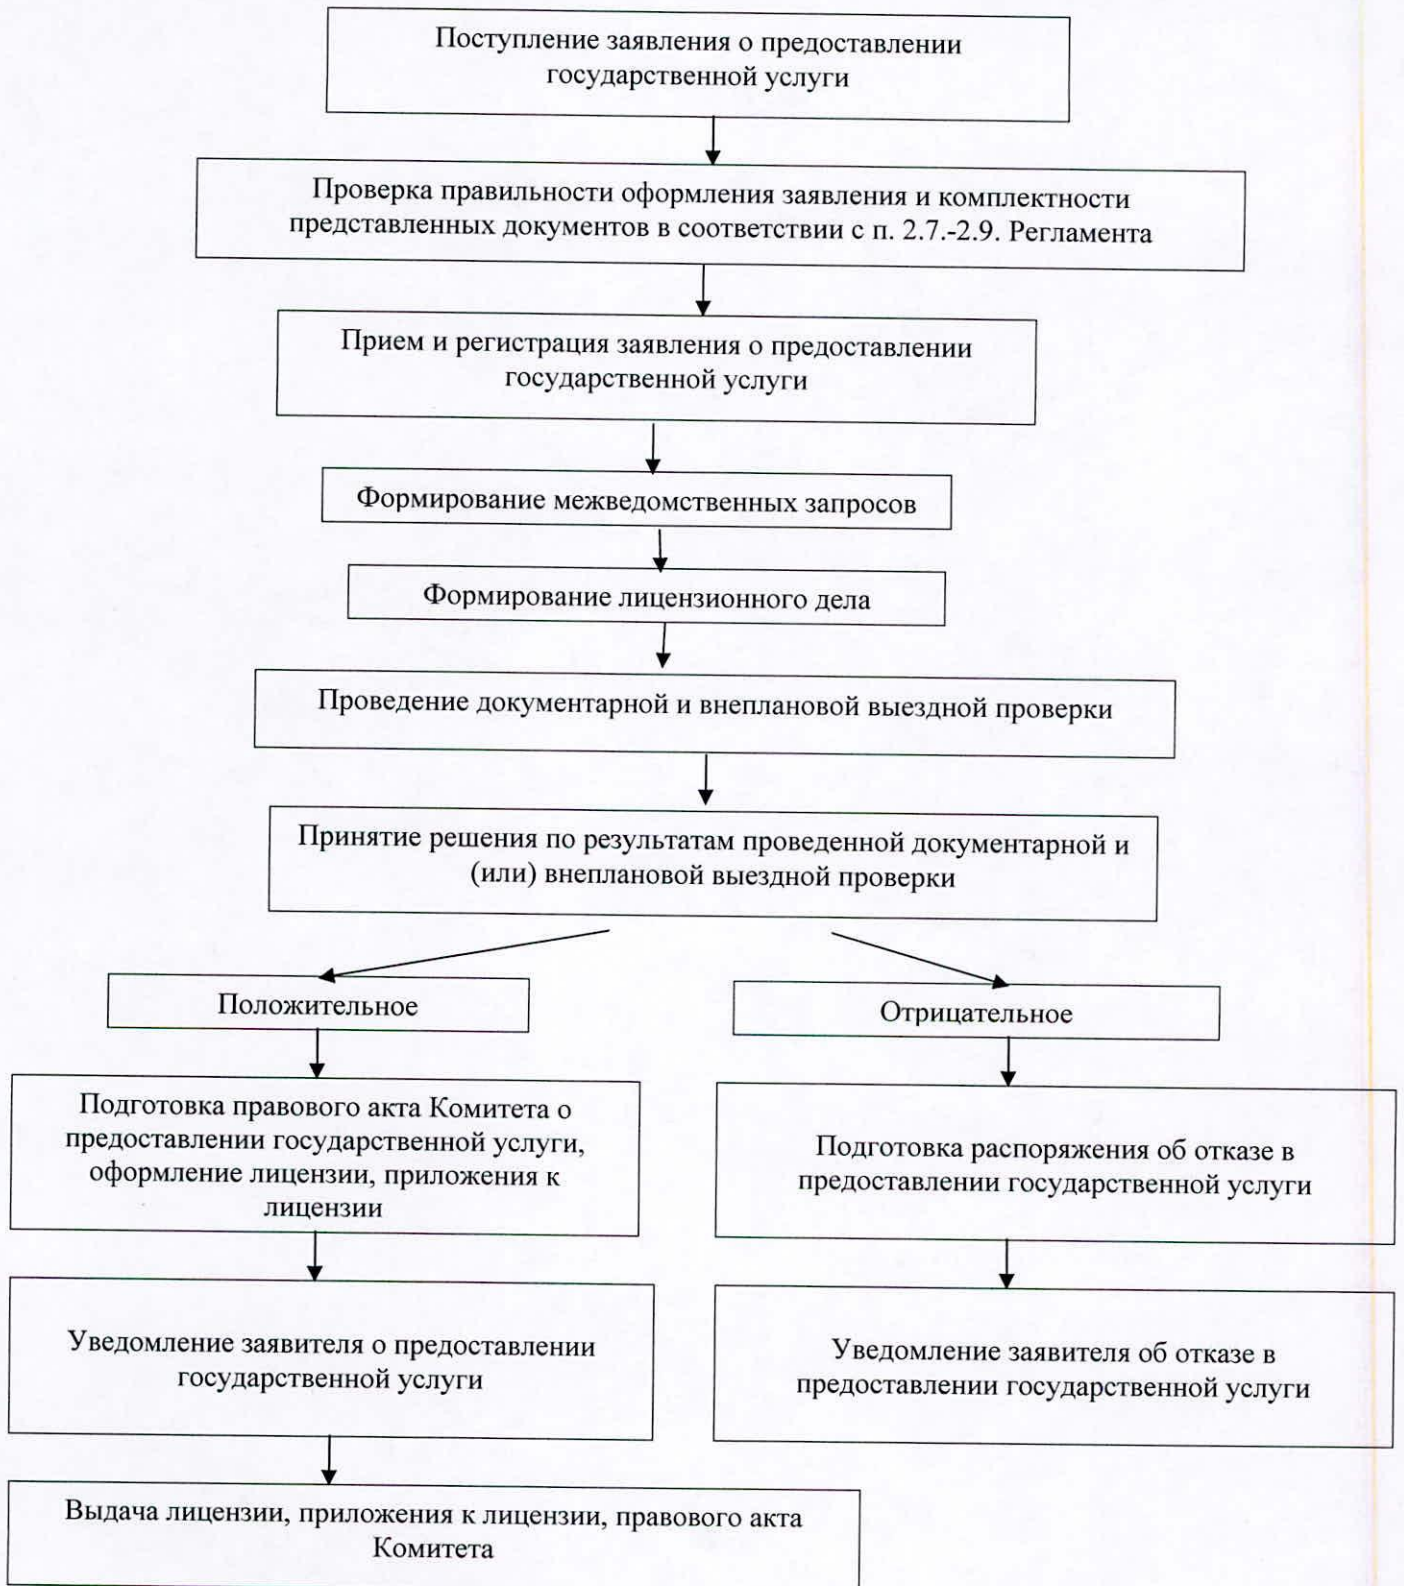 Поступление заявления о предоставлении
государственной услуги
Проверка правильности оформления заявления и комплектности
представленных документов в соответствии с п. 2.7.-2.9. Регламента
Прием и регистрация заявления о предоставлении
государственной услуги
Формирование межведомственных запросов
Формирование лицензионного дела
Проведение документарной и внеплановой выездной проверки
Принятие решения по результатам проведенной документарной и
(или) внеплановой выездной проверки
Положительное
Отрицательное
Подготовка правового акта Комитета о
предоставлении государственной услуги,
оформление лицензии, приложения к
лицензии
Подготовка распоряжения об отказе в
предоставлении государственной услуги
Уведомление заявителя о предоставлении
государственной услуги
Уведомление заявителя об отказе в
предоставлении государственной услуги
Выдача лицензии, приложения к лицензии, правового акта
Комитета